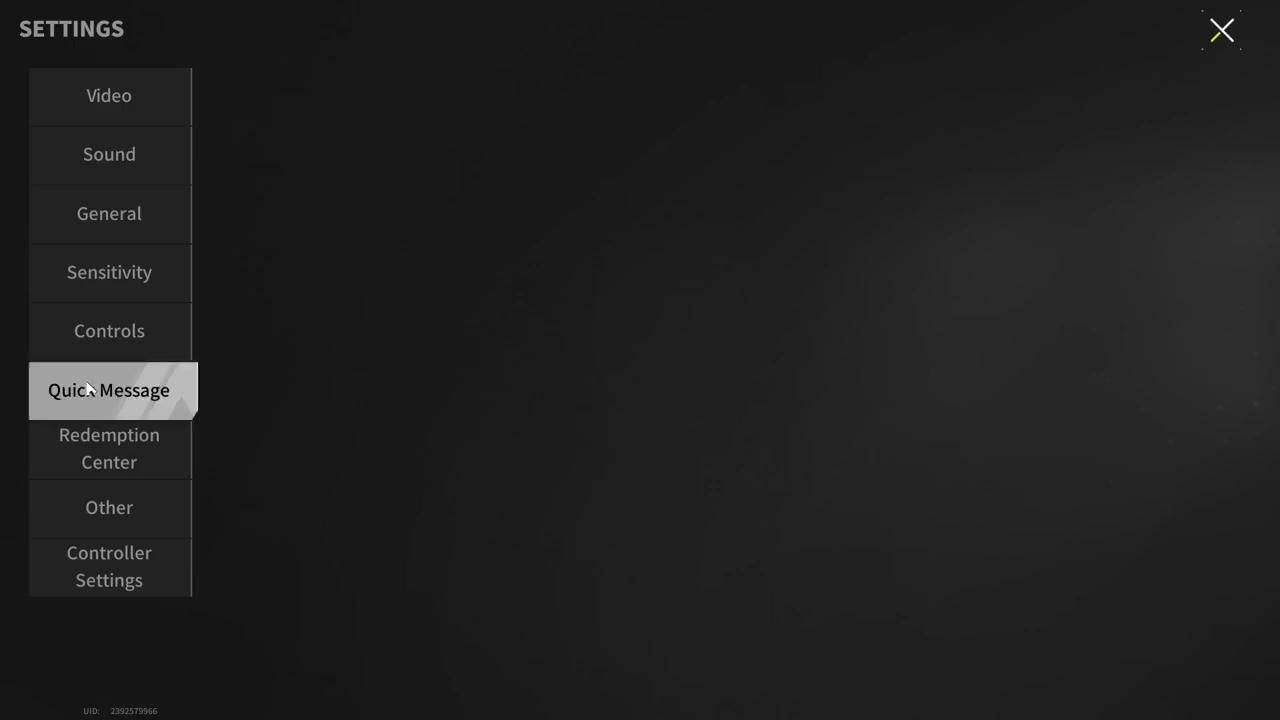 SETTINGS
Video
Sound
General
Sensitivity
Controls
Quick Message
Redemption
Center
Other
Controller
Settings
UID: 2392579966